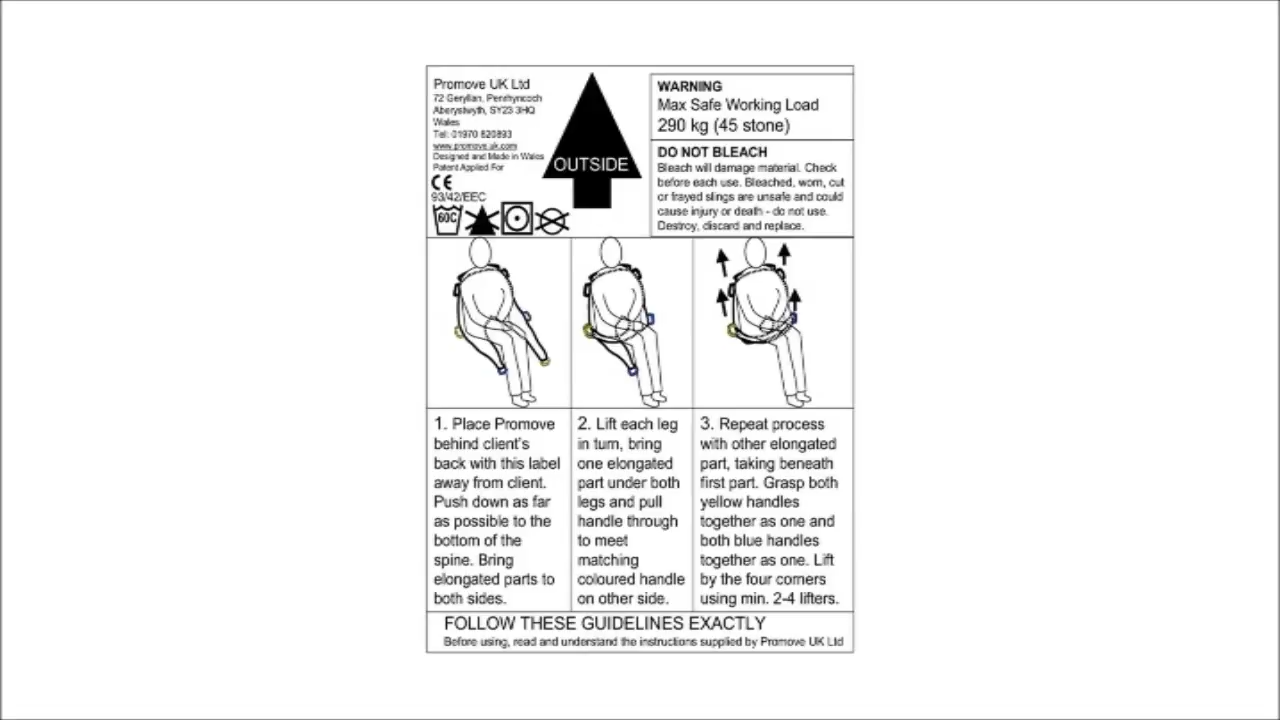 Promove UK Ltd
72 Geryllan, Penrhyncoch
Aberystwyth, SY23 3HQ
Wales
Tel: 01970 820893
www.promove.uk.com
Designed and Made in Wales
Patent Applied For
CE
93/42/EEC
60C
OUTSIDE
WARNING
Max Safe Working Load
290 kg (45 stone)
DO NOT BLEACH
Bleach will damage material. Check
before each use. Bleached, worn, cut
or frayed slings are unsafe and could
cause injury or death - do not use.
Destroy, discard and replace.
1. Place Promove
behind client's
back with this label
away from client.
Push down as far
as possible to the
bottom of the
spine. Bring
elongated parts to
both sides.
2. Lift each leg
in turn, bring
one elongated
part under both
legs and pull
handle through
to meet
matching
coloured handle
on other side.
3. Repeat process
with other elongated
part, taking beneath
first part. Grasp both
yellow handles
together as one and
both blue handles
together as one. Lift
by the four corners
using min. 2-4 lifters.
FOLLOW THESE GUIDELINES EXACTLY
Before using, read and understand the instructions supplied by Promove UK Ltd